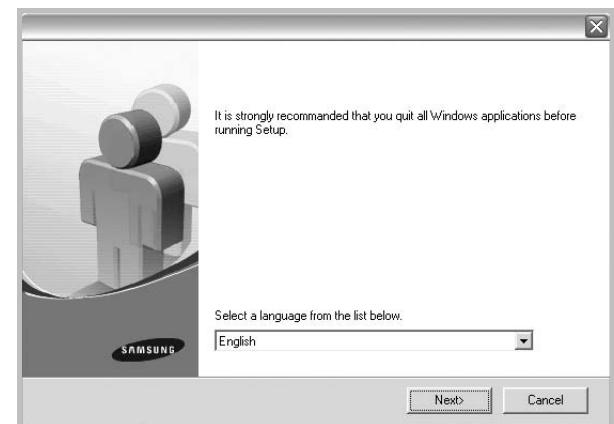 It is strongly recommanded that you quit all Windows applications before
running Setup.
Select a language from the list below.
SAMSUNG
English
Next>
Cancel